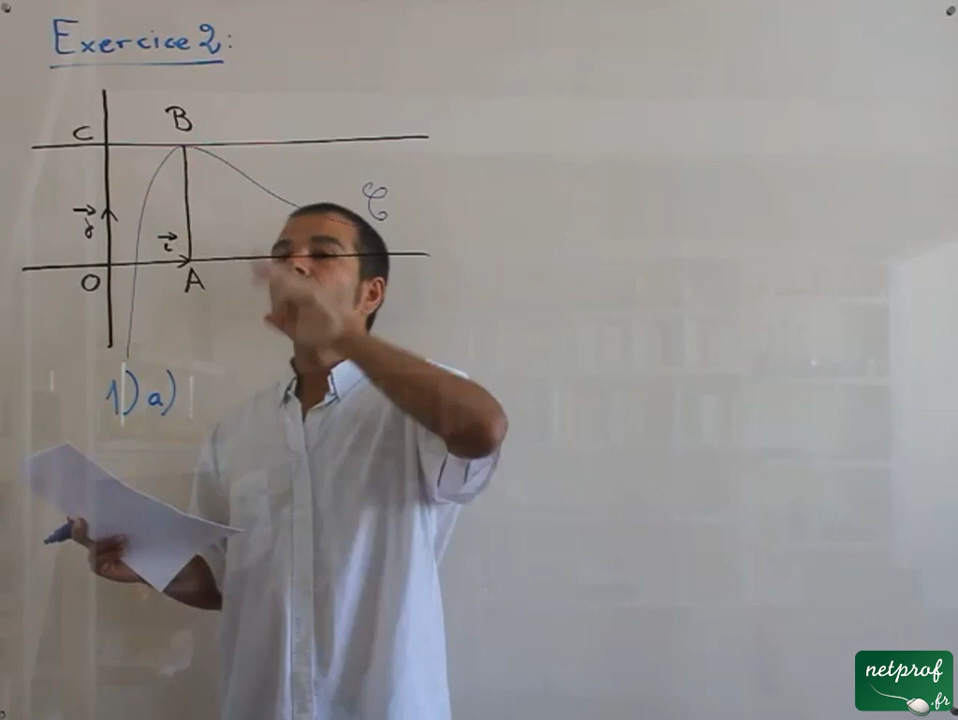 Exercice 2:
C B
𝒞
j
i
O A
1) a)
netprof
.fr